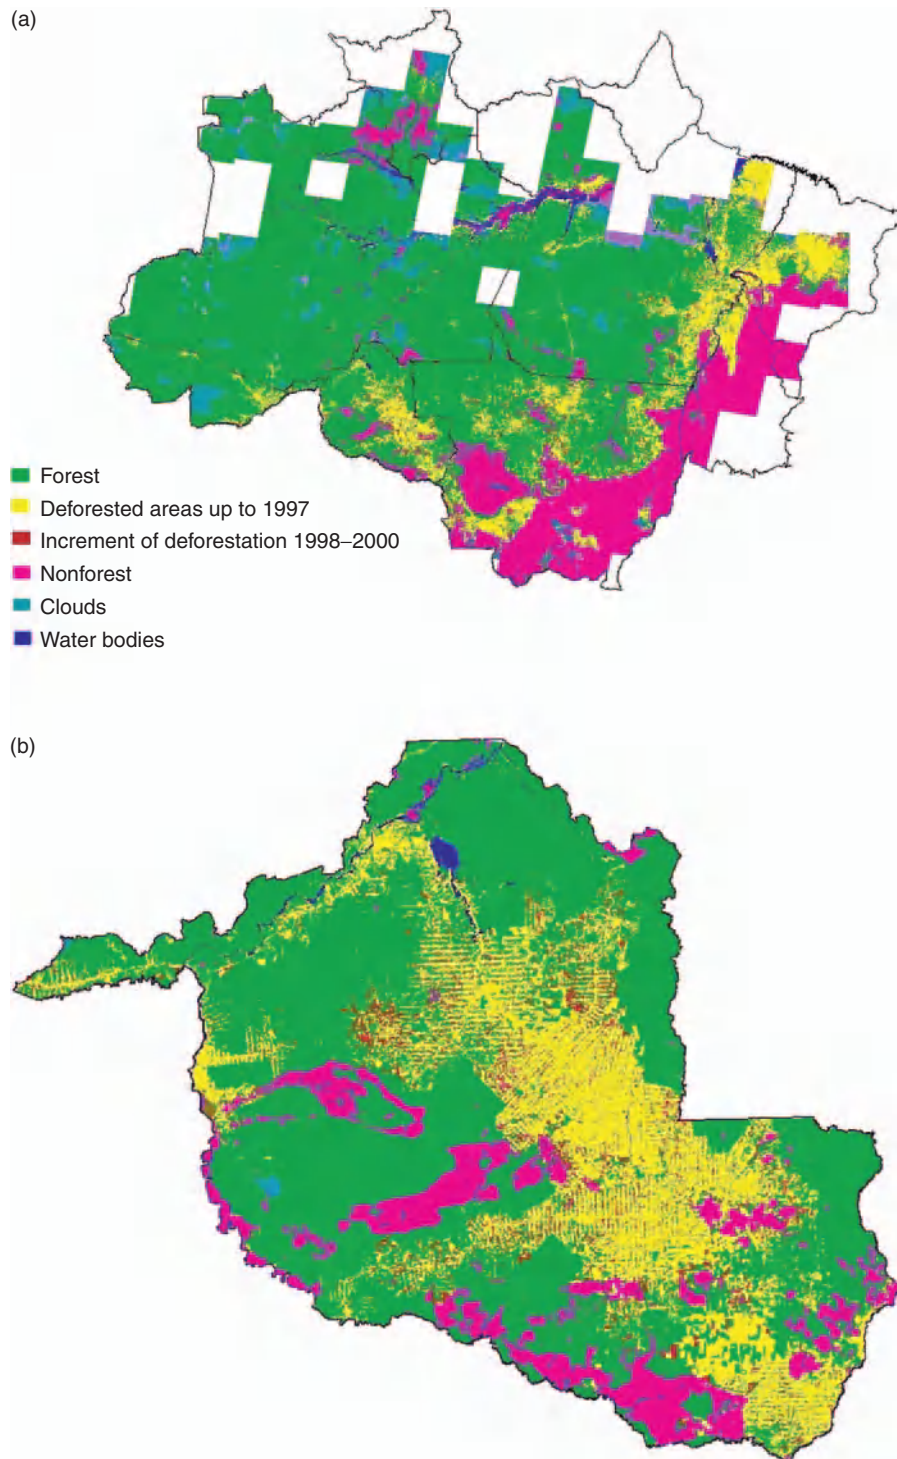 (a)
Forest
Deforested areas up to 1997
Increment of deforestation 1998–2000
Nonforest
Clouds
Water bodies
(b)